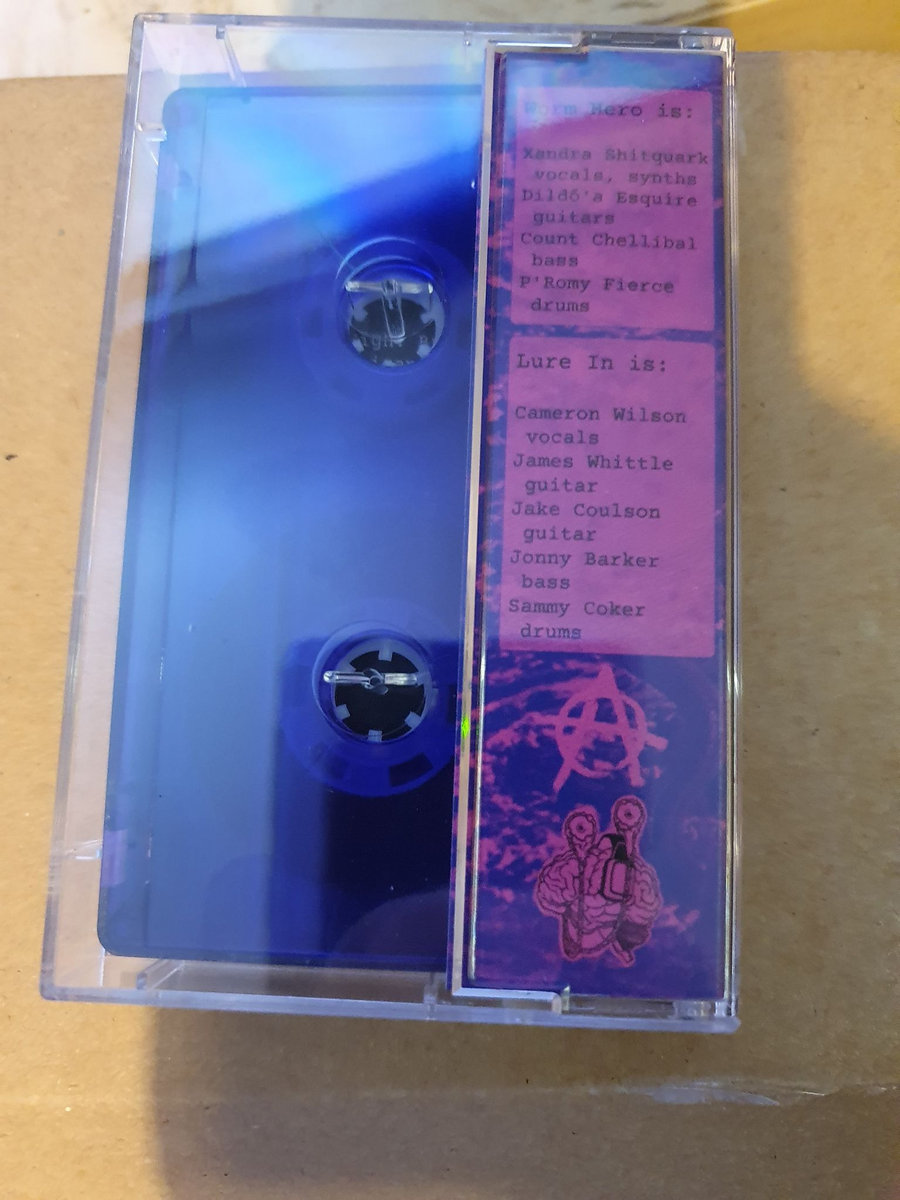 Worm Hero is:
Xandra Shitquark
vocals, synths
Dildó'a Esquire
guitars
Count Chellibal
bass
P'Romy Fierce
drums
Lure In is:
Cameron Wilson
vocals
James Whittle
guitar
Jake Coulson
guitar
Jonny Barker
bass
Sammy Coker
drums